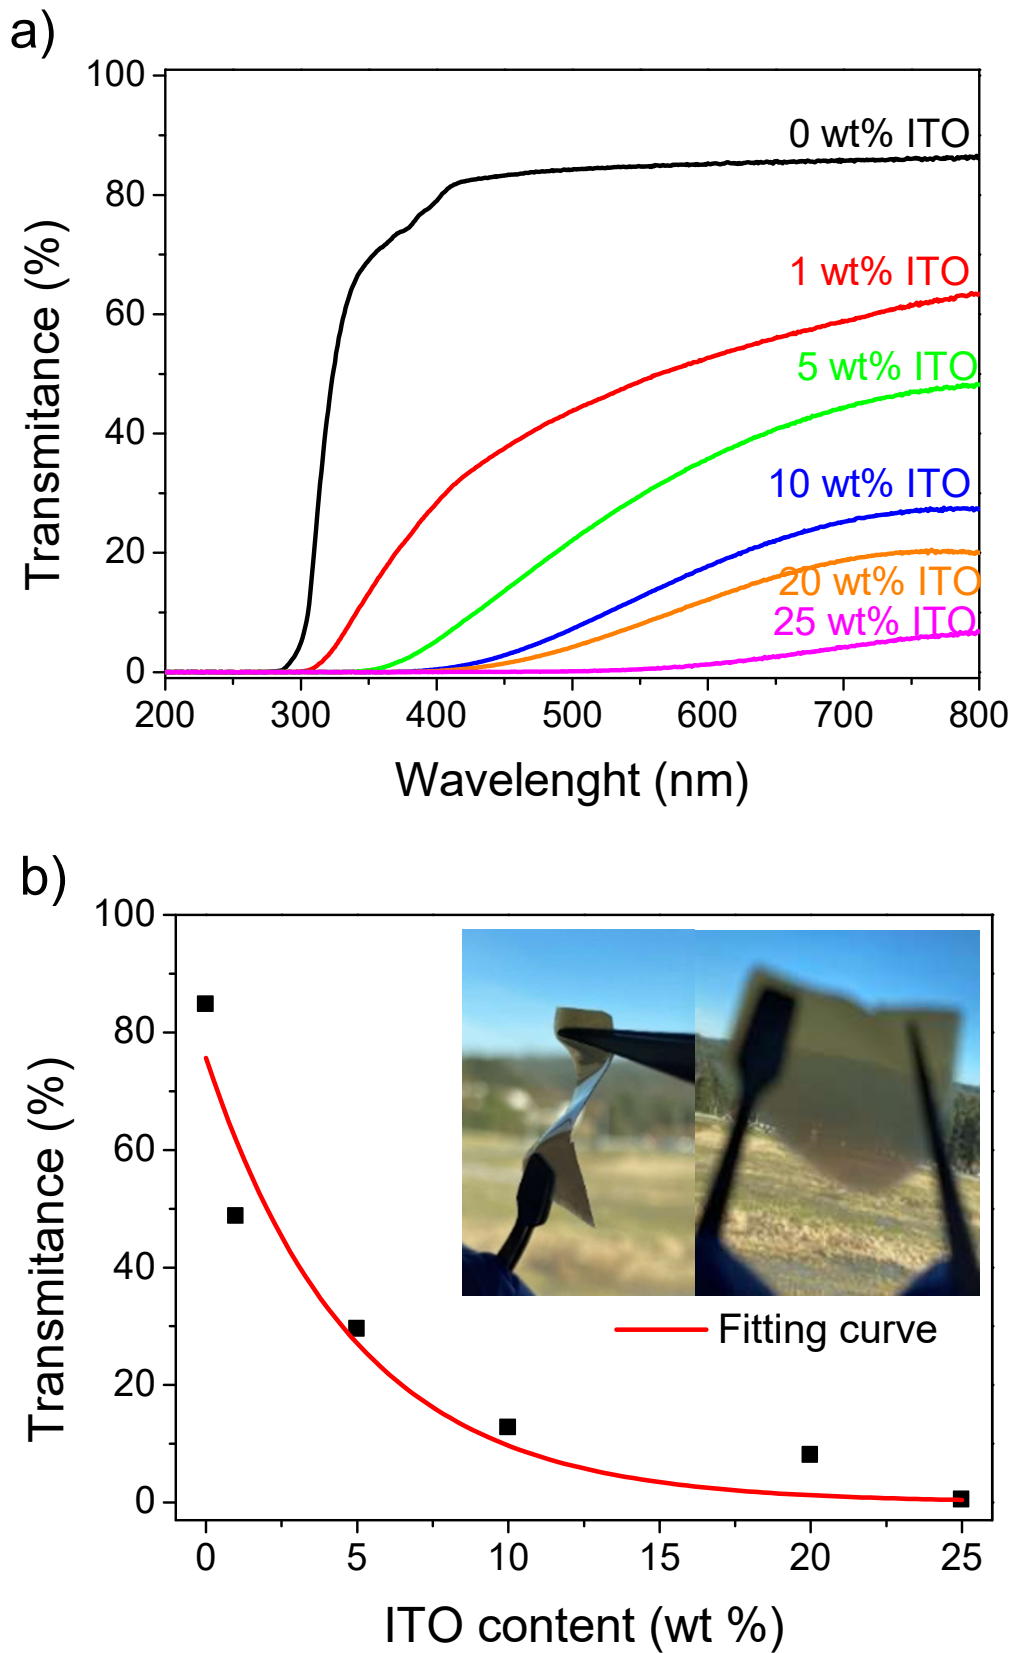 a)
100
80
60
40
20
0
Transmitance (%)
0 wt% ITO
1 wt% ITO
5 wt% ITO
10 wt% ITO
20 wt% ITO
25 wt% ITO
200 300 400 500 600 700 800
Wavelenght (nm)
b)
100
80
60
40
20
0
Transmitance (%)
Fitting curve
0 5 10 15 20 25
ITO content (wt %)